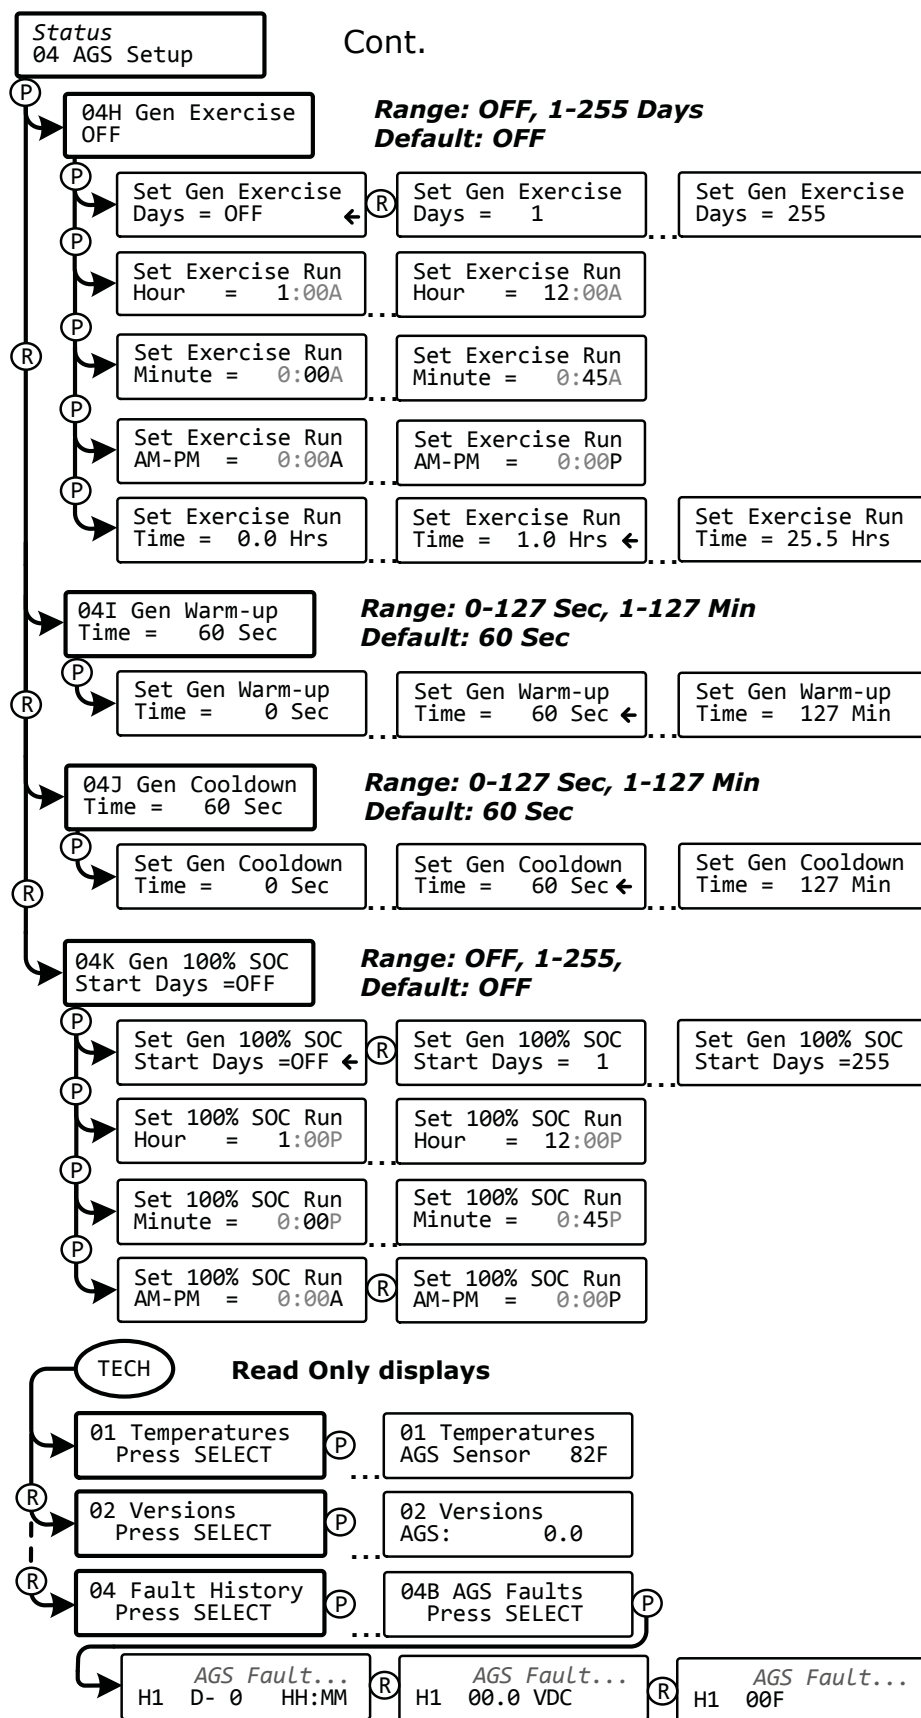 Status
04 AGS Setup
Cont.
P
04H Gen Exercise
OFF
Range: OFF, 1-255 Days
Default: OFF
P
Set Gen Exercise
Days = OFF ←
R
Set Gen Exercise
Days = 1
...
Set Gen Exercise
Days = 255
P
Set Exercise Run
Hour = 1:00A
...
Set Exercise Run
Hour = 12:00A
P
R
Set Exercise Run
Minute = 0:00A
...
Set Exercise Run
Minute = 0:45A
P
Set Exercise Run
AM-PM = 0:00A
...
Set Exercise Run
AM-PM = 0:00P
P
Set Exercise Run
Time = 0.0 Hrs
...
Set Exercise Run
Time = 1.0 Hrs ←
...
Set Exercise Run
Time = 25.5 Hrs
04I Gen Warm-up
Time = 60 Sec
Range: 0-127 Sec, 1-127 Min
Default: 60 Sec
P
R
Set Gen Warm-up
Time = 0 Sec
...
Set Gen Warm-up
Time = 60 Sec ←
...
Set Gen Warm-up
Time = 127 Min
04J Gen Cooldown
Time = 60 Sec
Range: 0-127 Sec, 1-127 Min
Default: 60 Sec
P
R
Set Gen Cooldown
Time = 0 Sec
...
Set Gen Cooldown
Time = 60 Sec ←
...
Set Gen Cooldown
Time = 127 Min
04K Gen 100% SOC
Start Days =OFF
Range: OFF, 1-255,
Default: OFF
P
Set Gen 100% SOC
Start Days =OFF ←
R
Set Gen 100% SOC
Start Days = 1
...
Set Gen 100% SOC
Start Days =255
P
Set 100% SOC Run
Hour = 1:00P
...
Set 100% SOC Run
Hour = 12:00P
P
Set 100% SOC Run
Minute = 0:00P
...
Set 100% SOC Run
Minute = 0:45P
P
Set 100% SOC Run
AM-PM = 0:00A
R
Set 100% SOC Run
AM-PM = 0:00P
TECH
Read Only displays
01 Temperatures
Press SELECT
P
...
01 Temperatures
AGS Sensor 82F
R
02 Versions
Press SELECT
P
...
02 Versions
AGS: 0.0
R
04 Fault History
Press SELECT
P
...
04B AGS Faults
Press SELECT
P
AGS Fault...
H1 D- 0 HH:MM
R
AGS Fault...
H1 00.0 VDC
R
AGS Fault...
H1 00F